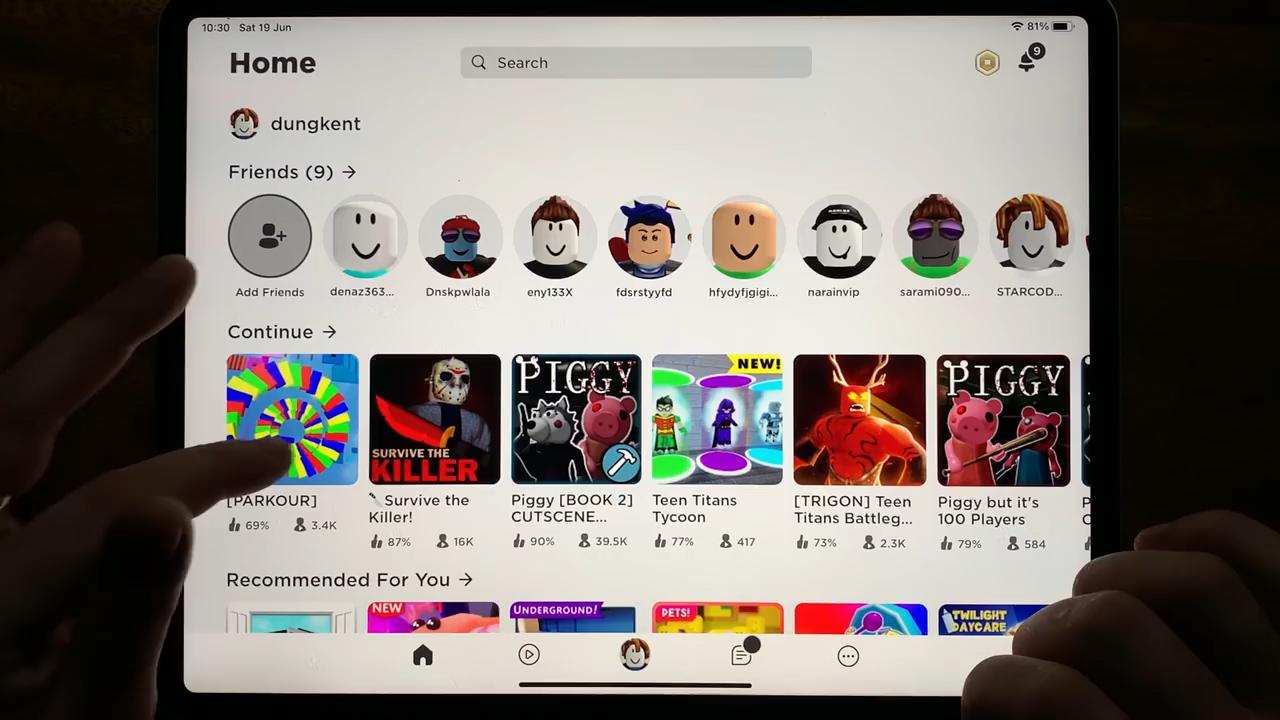 10:30 Sat 19 Jun
81%
Home
Search
9
dungkent
Friends (9) →
Add Friends
denaz363...
Dnskpwlala
eny133X
fdsrstyyfd
hfydyfjgigi...
narainvip
sarami090...
STARCOD...
Continue →
SURVIVE THE
KILLER
PIGGY
NEW!
PIGGY
[PARKOUR]
69% 3.4K
Survive the
Killer!
87% 16K
Piggy [BOOK 2]
CUTSCENE...
90% 39.5K
Teen Titans
Tycoon
77% 417
[TRIGON] Teen
Titans Battleg...
73% 2.3K
Piggy but it's
100 Players
79% 584
Recommended For You →
NEW
UNDERGROUND!
PETS!
TWILIGHT
DAYCARE